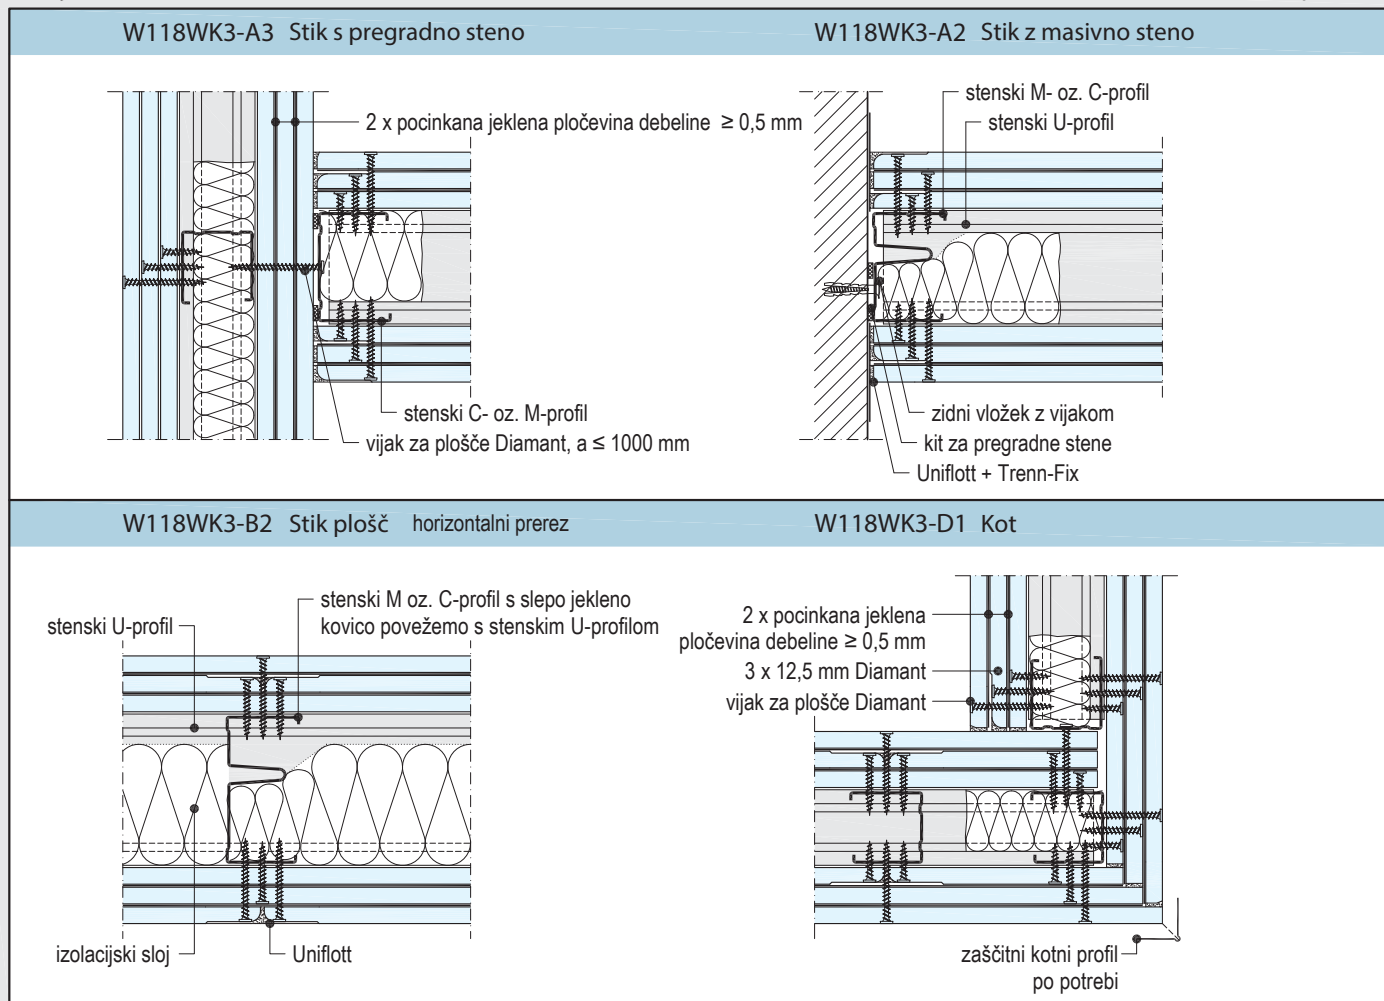 W118WK3-A3 Stik s pregradno steno
2 x pocinkana jeklena pločevina debeline ≥ 0,5 mm
stenski C- oz. M-profil
vijak za plošče Diamant, a ≤ 1000 mm
W118WK3-A2 Stik z masivno steno
stenski M- oz. C-profil
stenski U-profil
zidni vložek z vijakom
kit za pregradne stene
Uniflott + Trenn-Fix
W118WK3-B2 Stik plošč horizontalni prerez
stenski M oz. C-profil s slepo jekleno
kovico povežemo s stenskim U-profilom
stenski U-profil
izolacijski sloj
Uniflott
W118WK3-D1 Kot
2 x pocinkana jeklena
pločevina debeline ≥ 0,5 mm
3 x 12,5 mm Diamant
vijak za plošče Diamant
zaščitni kotni profil
po potrebi